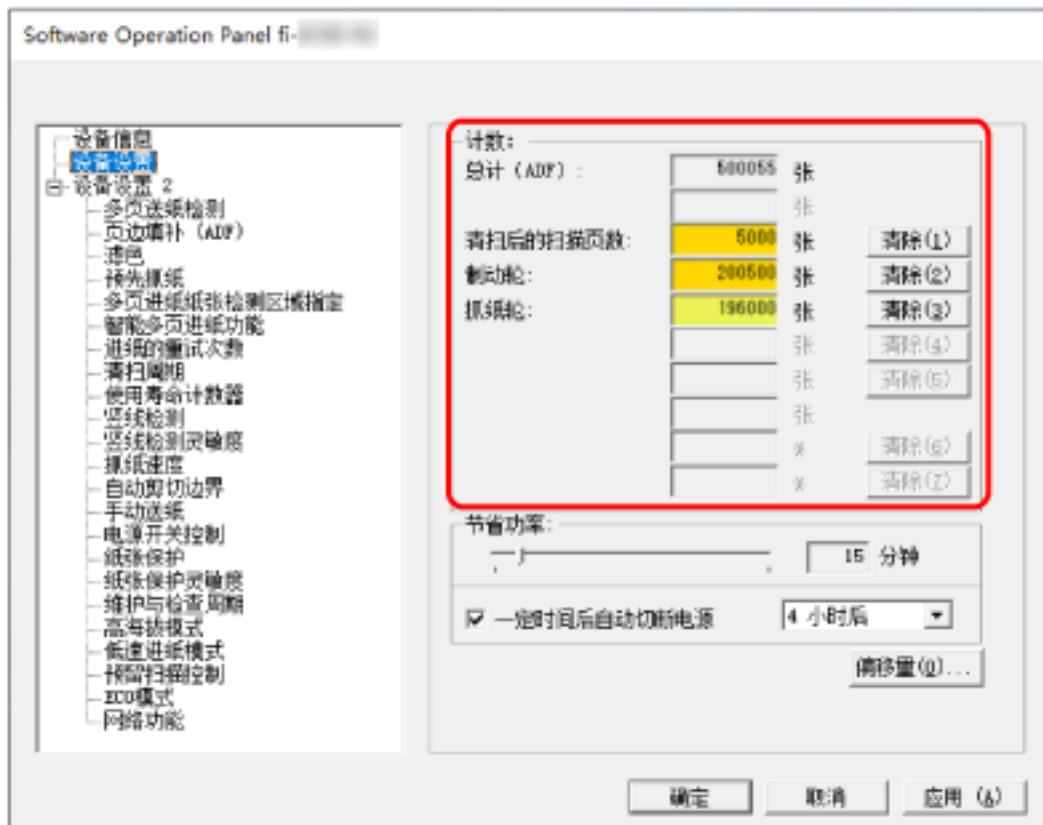 Software Operation Panel fi-
设备信息
设备设置
设备设置 2
多页送纸检测
页边填补 (ADF)
滤色
预先抓纸
多页进纸纸张检测区域指定
智能多页进纸功能
进纸的重试次数
清扫周期
使用寿命计数器
竖线检测
竖线检测灵敏度
抓纸速度
自动剪切边界
手动送纸
电源开关控制
纸张保护
纸张保护灵敏度
维护与检查周期
高海拔模式
低速进纸模式
预留扫描控制
ECO模式
网络功能
计数:
总计 (ADF) : 500055 张
张
清扫后的扫描页数: 5000 张 清除(1)
制动轮: 200500 张 清除(2)
抓纸轮: 196000 张 清除(3)
张 清除(4)
张 清除(5)
张
% 清除(6)
% 清除(7)
节省功率:
15 分钟
一定时间后自动切断电源 4 小时后
偏移量(O)...
确定 取消 应用 (A)